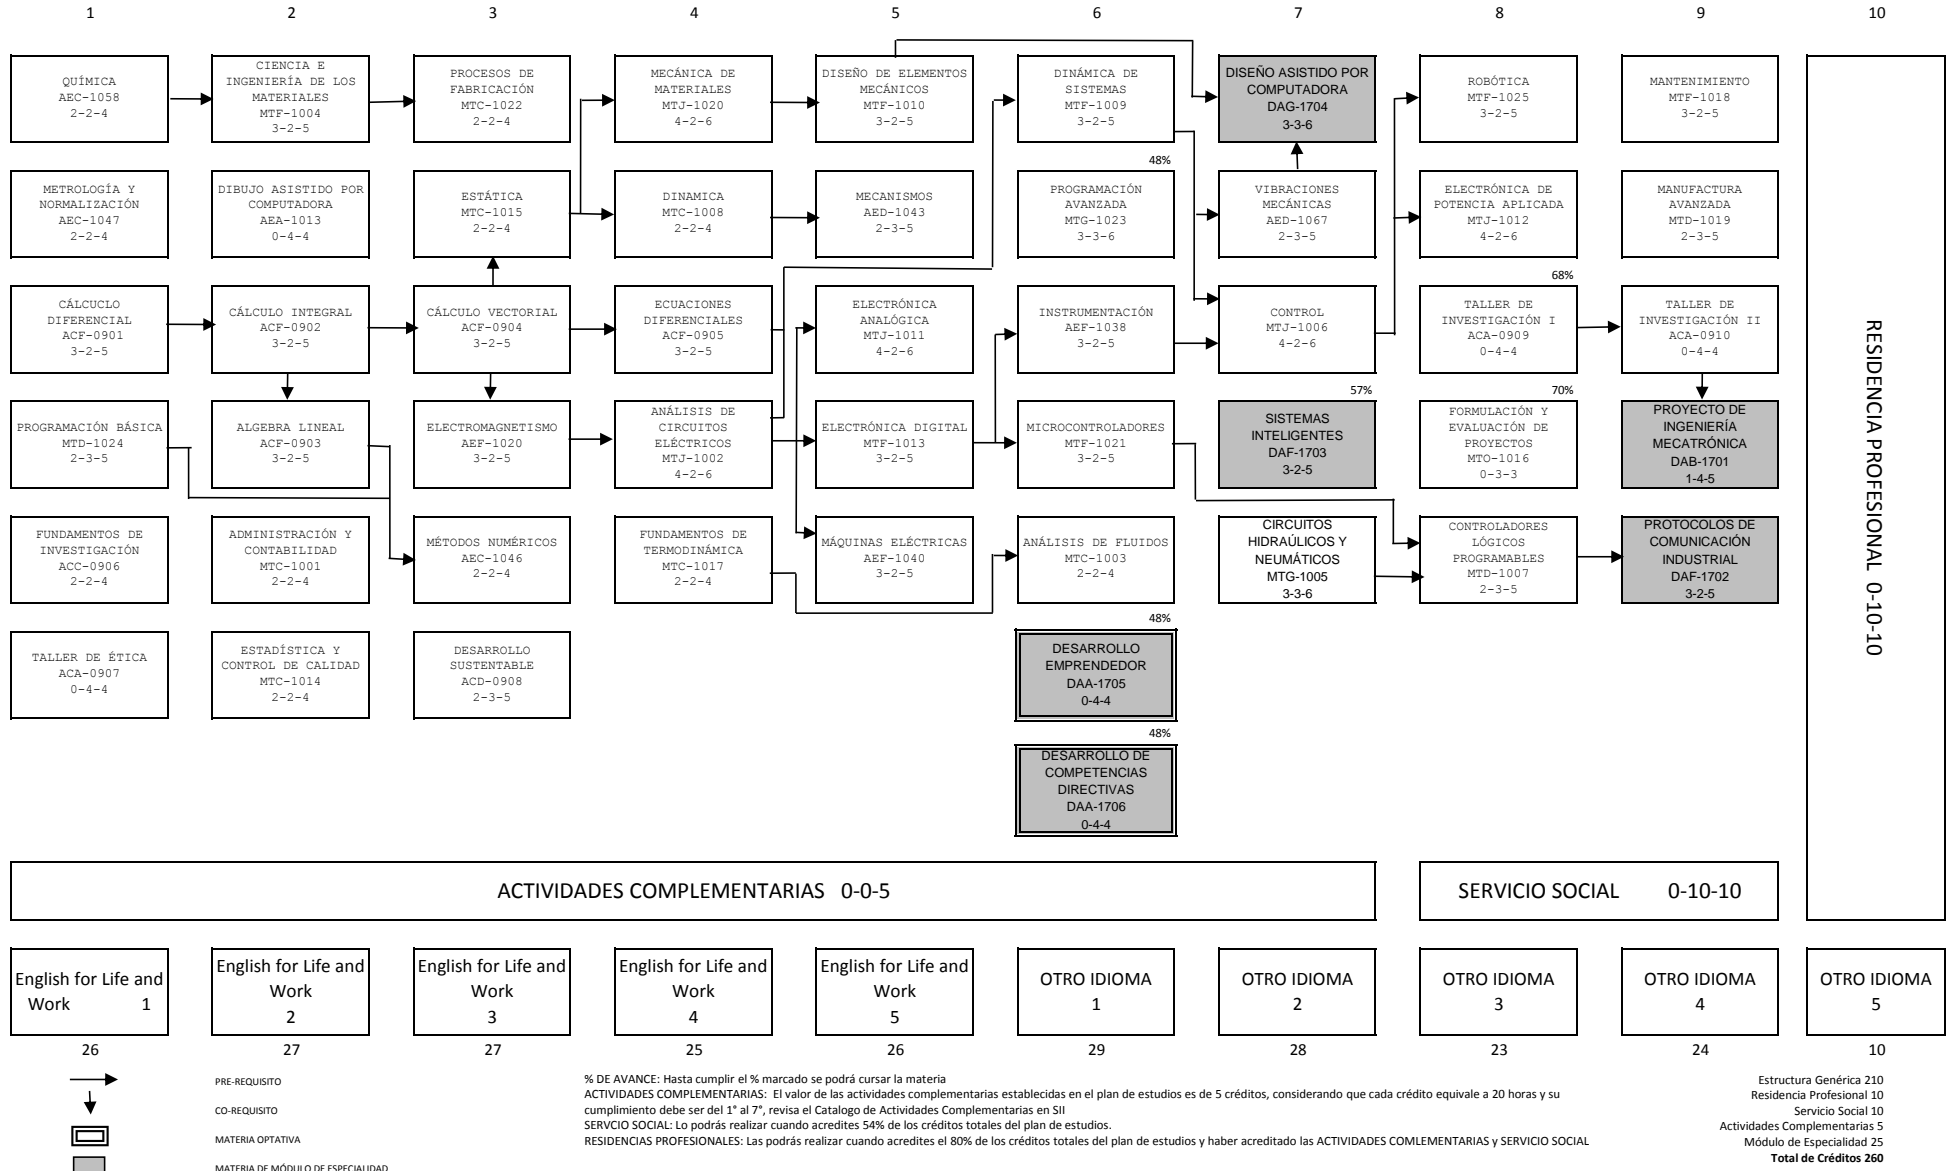 1
2
3
4
5
6
7
8
9
10
QUÍMICA
AEC-1058
2-2-4
CIENCIA E
INGENIERÍA DE LOS
MATERIALES
MTF-1004
3-2-5
PROCESOS DE
FABRICACIÓN
MTC-1022
2-2-4
MECÁNICA DE
MATERIALES
MTJ-1020
4-2-6
DISEÑO DE ELEMENTOS
MECÁNICOS
MTF-1010
3-2-5
DINÁMICA DE
SISTEMAS
MTF-1009
3-2-5
DISEÑO ASISTIDO POR
COMPUTADORA
DAG-1704
3-3-6
ROBÓTICA
MTF-1025
3-2-5
MANTENIMIENTO
MTF-1018
3-2-5
METROLOGÍA Y
NORMALIZACIÓN
AEC-1047
2-2-4
DIBUJO ASISTIDO POR
COMPUTADORA
AEA-1013
0-4-4
ESTÁTICA
MTC-1015
2-2-4
DINAMICA
MTC-1008
2-2-4
MECANISMOS
AED-1043
2-3-5
48%
PROGRAMACIÓN
AVANZADA
MTG-1023
3-3-6
VIBRACIONES
MECÁNICAS
AED-1067
2-3-5
ELECTRÓNICA DE
POTENCIA APLICADA
MTJ-1012
4-2-6
MANUFACTURA
AVANZADA
MTD-1019
2-3-5
CÁLCUCLO
DIFERENCIAL
ACF-0901
3-2-5
CÁLCULO INTEGRAL
ACF-0902
3-2-5
CÁLCULO VECTORIAL
ACF-0904
3-2-5
ECUACIONES
DIFERENCIALES
ACF-0905
3-2-5
ELECTRÓNICA
ANALÓGICA
MTJ-1011
4-2-6
INSTRUMENTACIÓN
AEF-1038
3-2-5
CONTROL
MTJ-1006
4-2-6
68%
TALLER DE
INVESTIGACIÓN I
ACA-0909
0-4-4
TALLER DE
INVESTIGACIÓN II
ACA-0910
0-4-4
PROGRAMACIÓN BÁSICA
MTD-1024
2-3-5
ALGEBRA LINEAL
ACF-0903
3-2-5
ELECTROMAGNETISMO
AEF-1020
3-2-5
ANÁLISIS DE
CIRCUITOS
ELÉCTRICOS
MTJ-1002
4-2-6
ELECTRÓNICA DIGITAL
MTF-1013
3-2-5
MICROCONTROLADORES
MTF-1021
3-2-5
57%
SISTEMAS
INTELIGENTES
DAF-1703
3-2-5
70%
FORMULACIÓN Y
EVALUACIÓN DE
PROYECTOS
MTO-1016
0-3-3
PROYECTO DE
INGENIERÍA
MECATRÓNICA
DAB-1701
1-4-5
FUNDAMENTOS DE
INVESTIGACIÓN
ACC-0906
2-2-4
ADMINISTRACIÓN Y
CONTABILIDAD
MTC-1001
2-2-4
MÉTODOS NUMÉRICOS
AEC-1046
2-2-4
FUNDAMENTOS DE
TERMODINÁMICA
MTC-1017
2-2-4
MÁQUINAS ELÉCTRICAS
AEF-1040
3-2-5
ANÁLISIS DE FLUIDOS
MTC-1003
2-2-4
CIRCUITOS
HIDRAÚLICOS Y
NEUMÁTICOS
MTG-1005
3-3-6
CONTROLADORES
LÓGICOS
PROGRAMABLES
MTD-1007
2-3-5
PROTOCOLOS DE
COMUNICACIÓN
INDUSTRIAL
DAF-1702
3-2-5
TALLER DE ÉTICA
ACA-0907
0-4-4
ESTADÍSTICA Y
CONTROL DE CALIDAD
MTC-1014
2-2-4
DESARROLLO
SUSTENTABLE
ACD-0908
2-3-5
48%
DESARROLLO
EMPRENDEDOR
DAA-1705
0-4-4
48%
DESARROLLO DE
COMPETENCIAS
DIRECTIVAS
DAA-1706
0-4-4
RESIDENCIA PROFESIONAL 0-10-10
ACTIVIDADES COMPLEMENTARIAS 0-0-5
SERVICIO SOCIAL 0-10-10
English for Life and
Work 1
English for Life and
Work
2
English for Life and
Work
3
English for Life and
Work
4
English for Life and
Work
5
OTRO IDIOMA
1
OTRO IDIOMA
2
OTRO IDIOMA
3
OTRO IDIOMA
4
OTRO IDIOMA
5
26
27
27
25
26
29
28
23
24
10
PRE-REQUISITO
CO-REQUISITO
MATERIA OPTATIVA
MATERIA DE MÓDULO DE ESPECIALIDAD
% DE AVANCE: Hasta cumplir el % marcado se podrá cursar la materia
ACTIVIDADES COMPLEMENTARIAS: El valor de las actividades complementarias establecidas en el plan de estudios es de 5 créditos, considerando que cada crédito equivale a 20 horas y su
cumplimiento debe ser del 1° al 7°, revisa el Catalogo de Actividades Complementarias en SII
SERVCIO SOCIAL: Lo podrás realizar cuando acredites 54% de los créditos totales del plan de estudios.
RESIDENCIAS PROFESIONALES: Las podrás realizar cuando acredites el 80% de los créditos totales del plan de estudios y haber acreditado las ACTIVIDADES COMLEMENTARIAS y SERVICIO SOCIAL
Estructura Genérica 210
Residencia Profesional 10
Servicio Social 10
Actividades Complementarias 5
Módulo de Especialidad 25
Total de Créditos 260